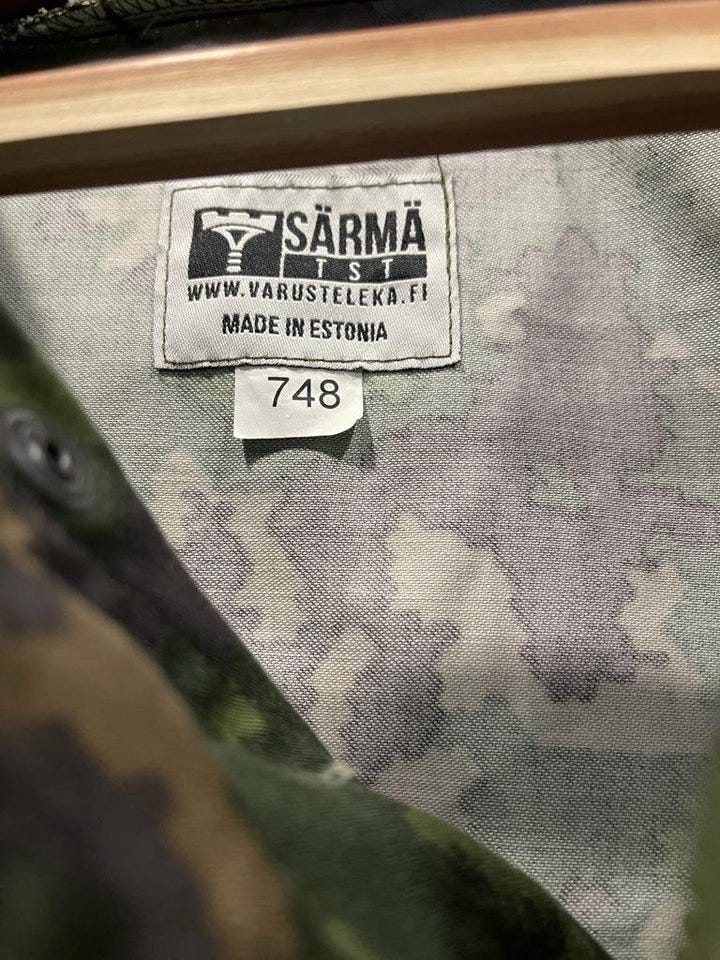 SÄRMÄ
TST
WWW.VARUSTELEKA.FI
MADE IN ESTONIA
748